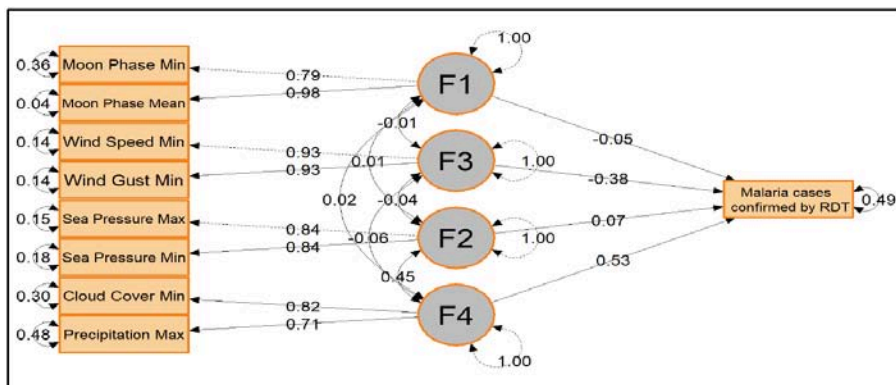 0.36 Moon Phase Min
0.04 Moon Phase Mean
0.14 Wind Speed Min
0.14 Wind Gust Min
0.15 Sea Pressure Max
0.18 Sea Pressure Min
0.30 Cloud Cover Min
0.48 Precipitation Max
0.79
0.98
0.93
0.93
0.84
0.84
0.82
0.71
1.00
F1
-0.01
F3
1.00
0.01
0.02
-0.04
F2
1.00
-0.06
0.45
F4
1.00
-0.05
-0.38
0.07
0.53
Malaria cases
confirmed by RDT
0.49